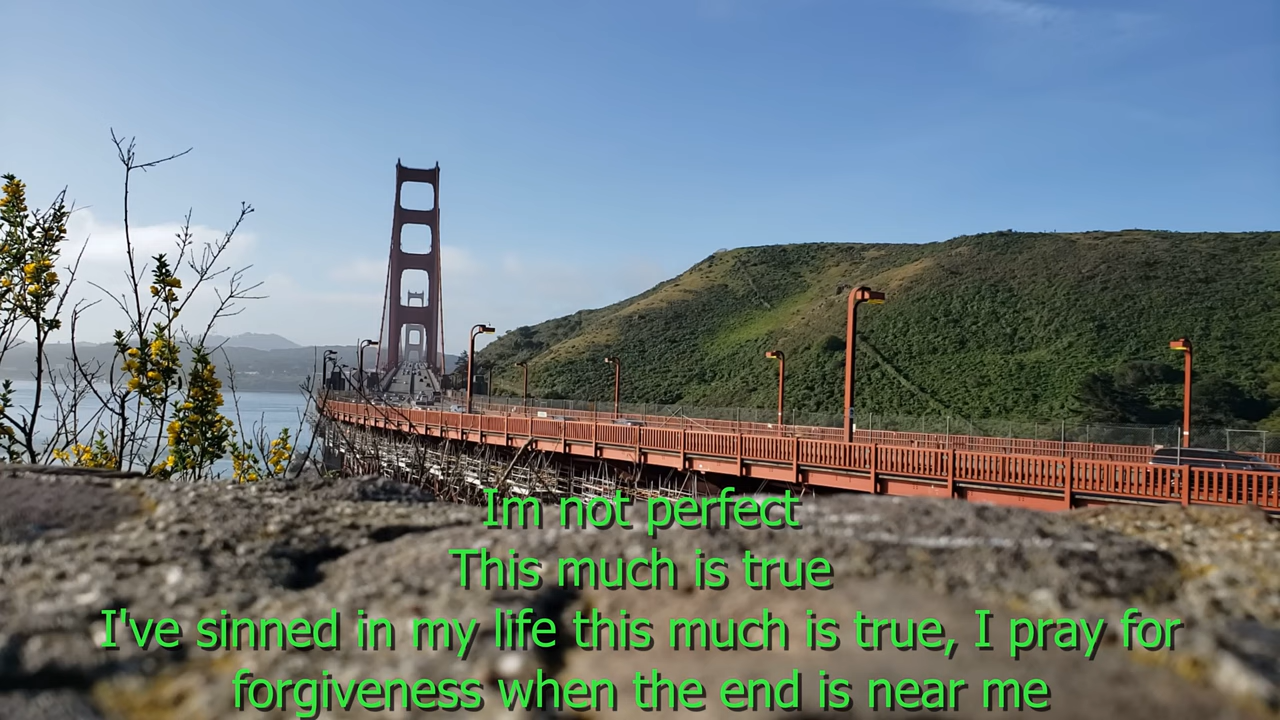 Im not perfect
This much is true
I've sinned in my life this much is true, I pray for
forgiveness when the end is near me